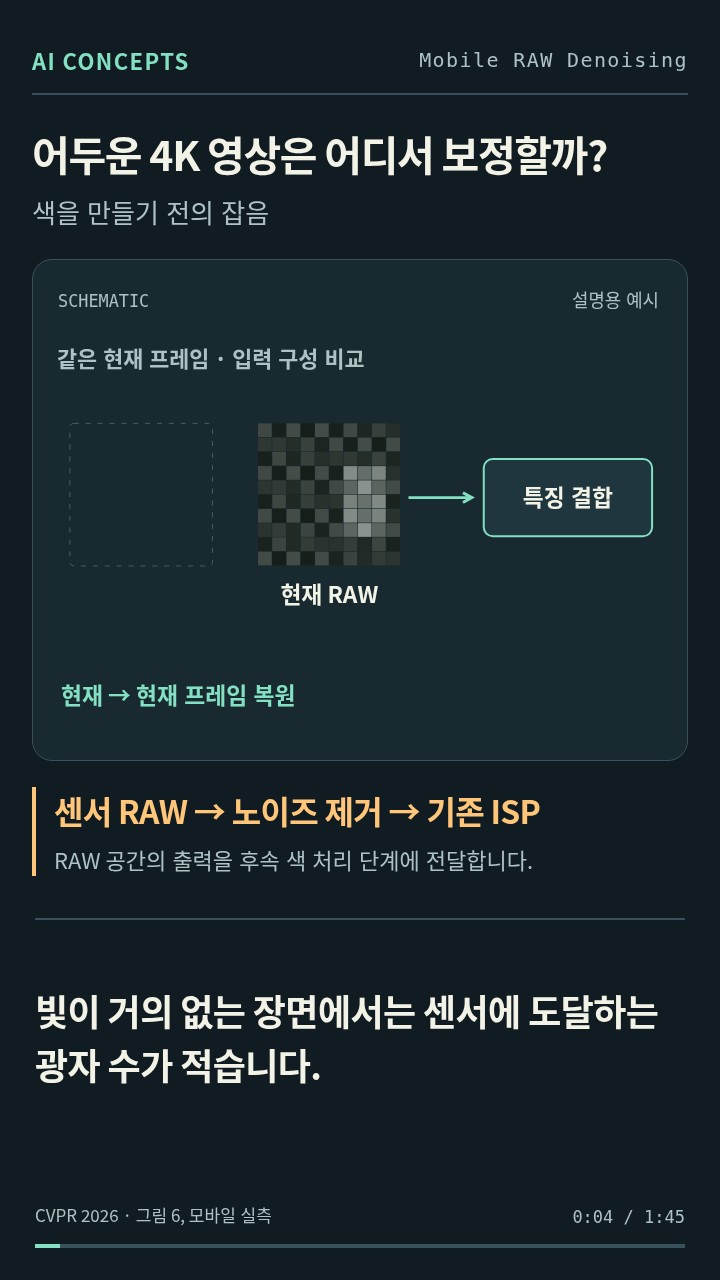 AI CONCEPTS
Mobile RAW Denoising
어두운 4K 영상은 어디서 보정할까?
색을 만들기 전의 잡음
SCHEMATIC
설명용 예시
같은 현재 프레임 · 입력 구성 비교
특징 결합
현재 RAW
현재 → 현재 프레임 복원
센서 RAW → 노이즈 제거 → 기존 ISP
RAW 공간의 출력을 후속 색 처리 단계에 전달합니다.
빛이 거의 없는 장면에서는 센서에 도달하는
광자 수가 적습니다.
CVPR 2026 · 그림 6, 모바일 실측
0:04 / 1:45